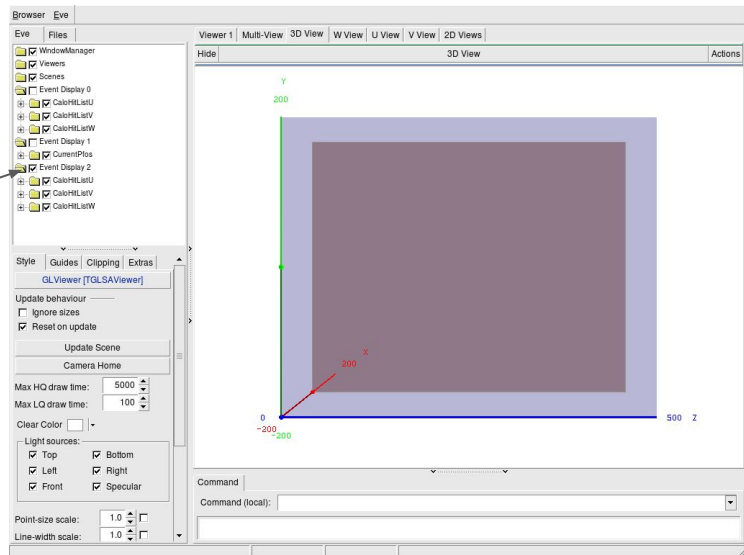 Browser Eve
Eve Files
WindowManager
Viewers
Scenes
Event Display 0
CaloHitListU
CaloHitListV
CaloHitListW
Event Display 1
CurrentPfos
Event Display 2
CaloHitListU
CaloHitListV
CaloHitListW
Style Guides Clipping Extras
GLViewer [TGLSAViewer]
Update behaviour
Ignore sizes
Reset on update
Update Scene
Camera Home
Max HQ draw time: 5000
Max LQ draw time: 100
Clear Color
Light sources:
Top Bottom
Left Right
Front Specular
Point-size scale: 1.0
Line-width scale: 1.0
Viewer 1 Multi-View 3D View W View U View V View 2D Views
Hide 3D View Actions
Y
200
X
200
0 500 Z
-200
-200
Command
Command (local):